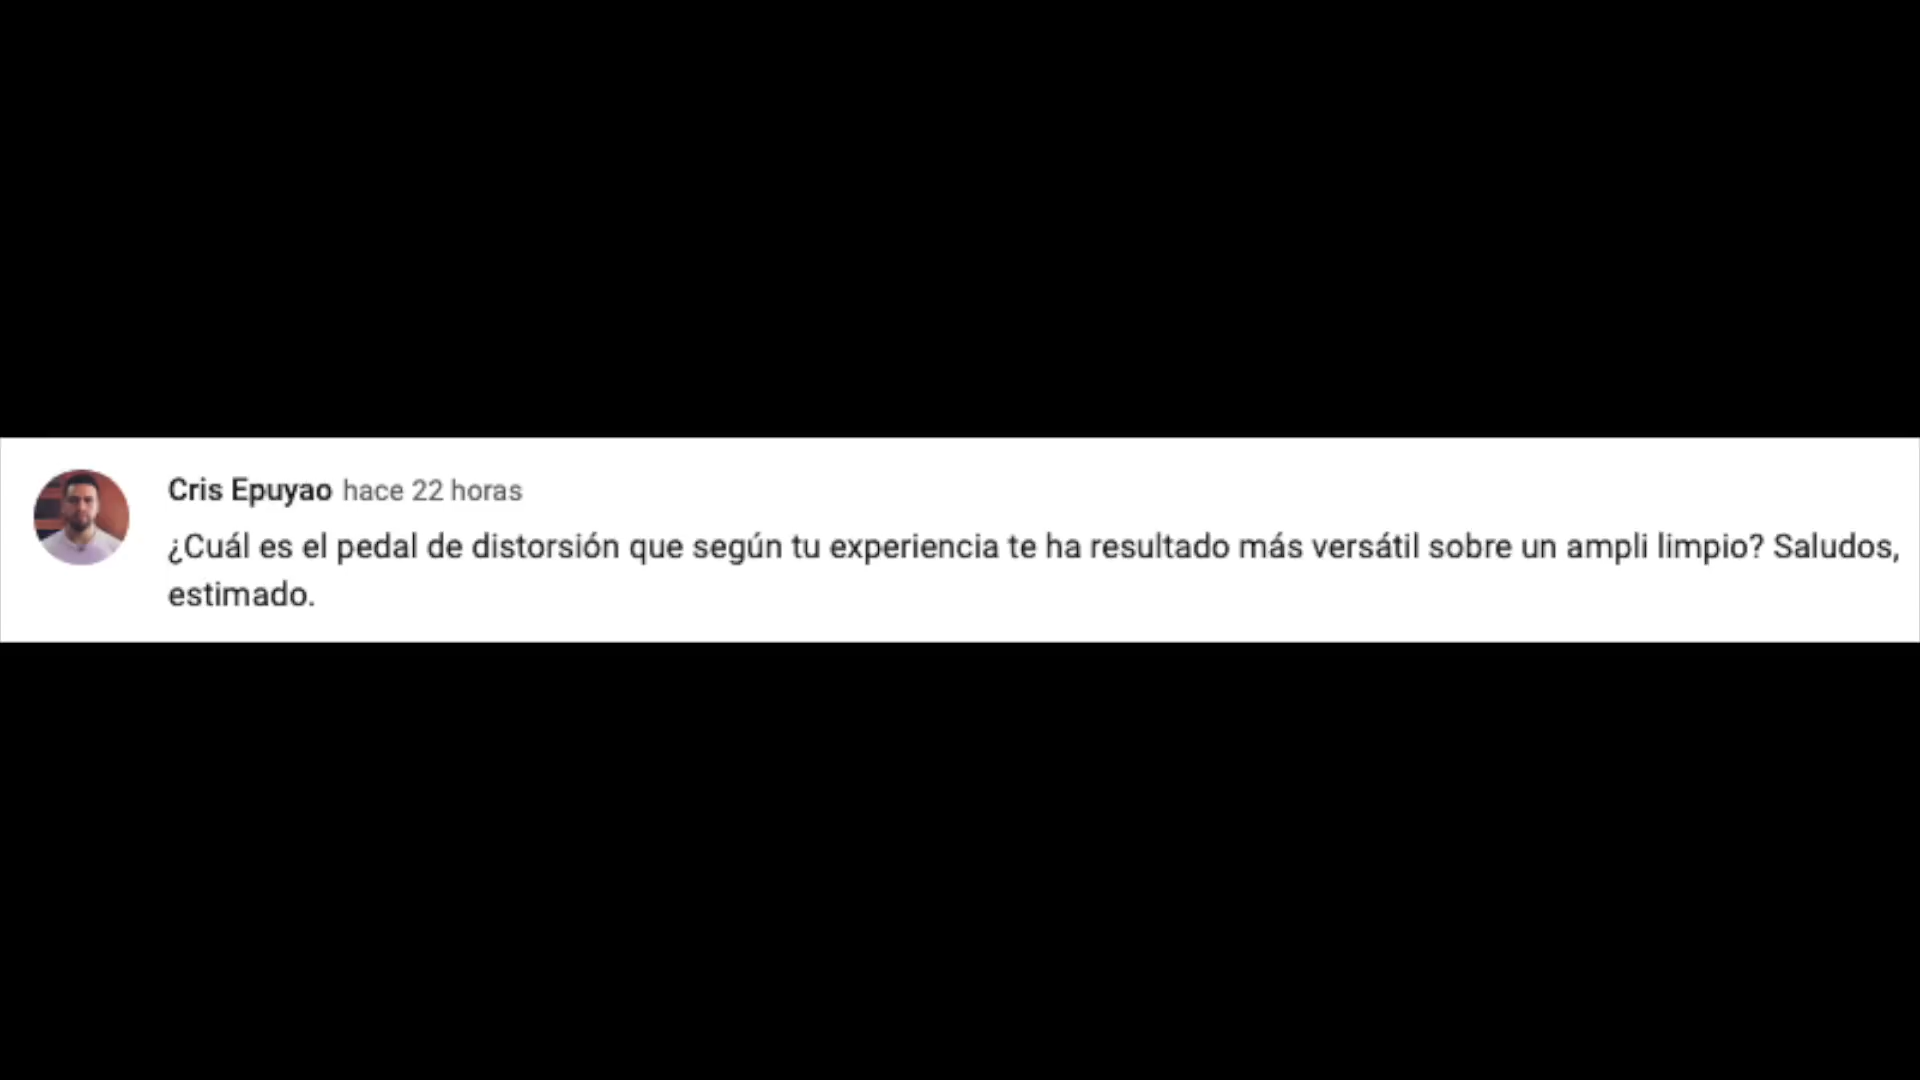 Cris Epuyao hace 22 horas
¿Cuál es el pedal de distorsión que según tu experiencia te ha resultado más versátil sobre un ampli limpio? Saludos,
estimado.